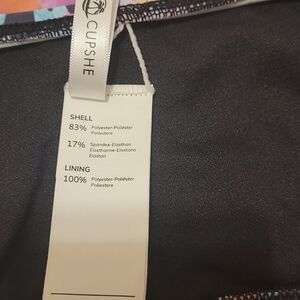 CUPSHE
SHELL
83% Polyester-Poliéster
Poliestere
17% Spandex-Elasthan
Élasthanne-Elastano
Elastan
LINING
100% Polyester-Poliéster
Poliestere